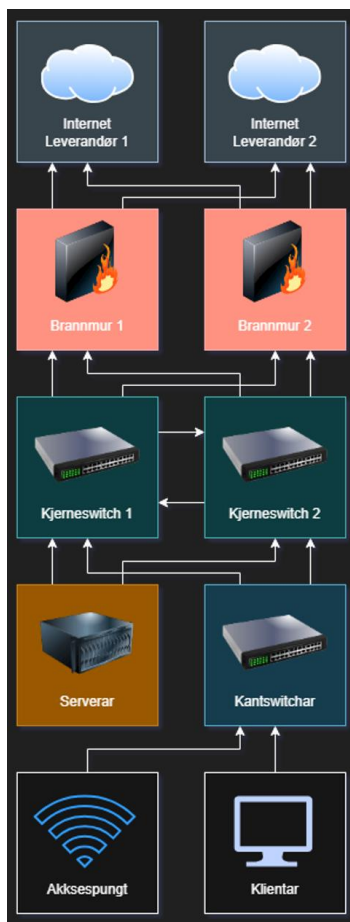 Internet
Leverandør 1
Internet
Leverandør 2
Brannmur 1
Brannmur 2
Kjerneswitch 1
Kjerneswitch 2
Serverar
Kantswitchar
Akksespungt
Klientar